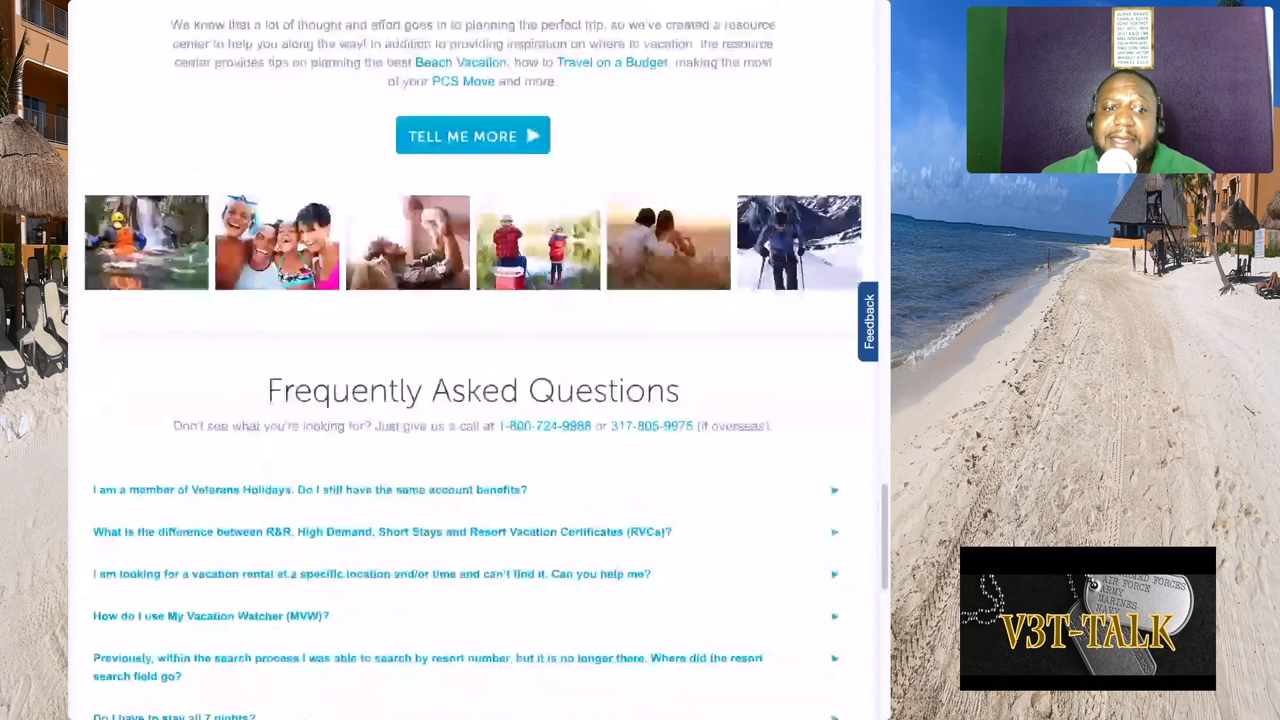 We know that a lot of thought and effort goes in to planning the perfect trip, so we've created a resource
center to help you along the way! In addition to providing inspiration on where to vacation, the resource
center provides tips on planning the best Beach Vacation, how to Travel on a Budget, making the most
of your PCS Move and more.
TELL ME MORE
Feedback
Frequently Asked Questions
Don't see what you're looking for? Just give us a call at 1-800-724-9988 or 317-805-9975 (if overseas).
I am a member of Veterans Holidays. Do I still have the same account benefits?
What is the difference between R&R, High Demand, Short Stays and Resort Vacation Certificates (RVCs)?
I am looking for a vacation rental at a specific location and/or time and can't find it. Can you help me?
How do I use My Vacation Watcher (MVW)?
Previously, within the search process I was able to search by resort number, but it is no longer there. Where did the resort
search field go?
Do I have to stay all 7 nights?
ARMED FORCES
AIR FORCE
ARMY
MARINES
NAVY
V3T-TALK